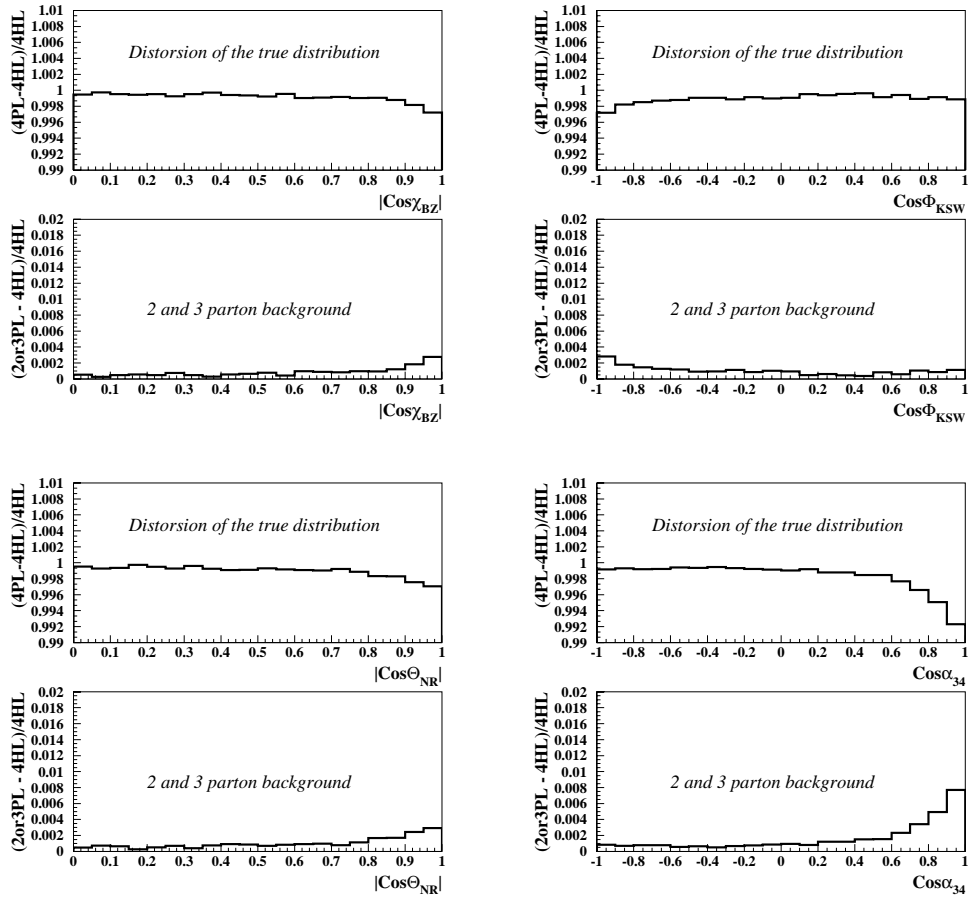 (4PL-4HL)/4HL
1.01
1.008
1.006
1.004
1.002
1
0.998
0.996
0.994
0.992
0.99
Distorsion of the true distribution
0 0.1 0.2 0.3 0.4 0.5 0.6 0.7 0.8 0.9 1
|Cosχ_BZ|
(4PL-4HL)/4HL
1.01
1.008
1.006
1.004
1.002
1
0.998
0.996
0.994
0.992
0.99
Distorsion of the true distribution
-1 -0.8 -0.6 -0.4 -0.2 0 0.2 0.4 0.6 0.8 1
CosΦ_KSW
(2or3PL - 4HL)/4HL
0.02
0.018
0.016
0.014
0.012
0.01
0.008
0.006
0.004
0.002
0
2 and 3 parton background
0 0.1 0.2 0.3 0.4 0.5 0.6 0.7 0.8 0.9 1
|Cosχ_BZ|
(2or3PL - 4HL)/4HL
0.02
0.018
0.016
0.014
0.012
0.01
0.008
0.006
0.004
0.002
0
2 and 3 parton background
-1 -0.8 -0.6 -0.4 -0.2 0 0.2 0.4 0.6 0.8 1
CosΦ_KSW
(4PL-4HL)/4HL
1.01
1.008
1.006
1.004
1.002
1
0.998
0.996
0.994
0.992
0.99
Distorsion of the true distribution
0 0.1 0.2 0.3 0.4 0.5 0.6 0.7 0.8 0.9 1
|CosΘ_NR|
(4PL-4HL)/4HL
1.01
1.008
1.006
1.004
1.002
1
0.998
0.996
0.994
0.992
0.99
Distorsion of the true distribution
-1 -0.8 -0.6 -0.4 -0.2 0 0.2 0.4 0.6 0.8 1
Cosα_34
(2or3PL - 4HL)/4HL
0.02
0.018
0.016
0.014
0.012
0.01
0.008
0.006
0.004
0.002
0
2 and 3 parton background
0 0.1 0.2 0.3 0.4 0.5 0.6 0.7 0.8 0.9 1
|CosΘ_NR|
(2or3PL - 4HL)/4HL
0.02
0.018
0.016
0.014
0.012
0.01
0.008
0.006
0.004
0.002
0
2 and 3 parton background
-1 -0.8 -0.6 -0.4 -0.2 0 0.2 0.4 0.6 0.8 1
Cosα_34